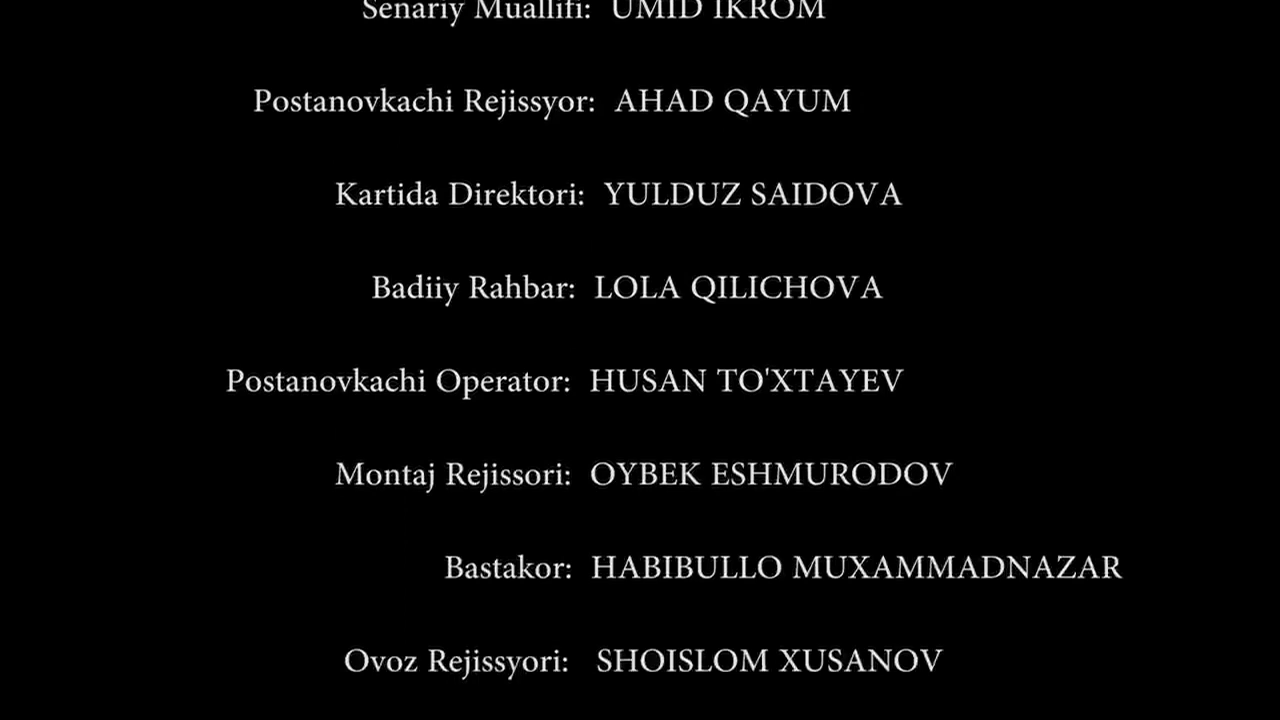 Senariy Muallifi: UMID IKROM
Postanovkachi Rejissyor: AHAD QAYUM
Kartida Direktori: YULDUZ SAIDOVA
Badiiy Rahbar: LOLA QILICHOVA
Postanovkachi Operator: HUSAN TO'XTAYEV
Montaj Rejissori: OYBEK ESHMURODOV
Bastakor: HABIBULLO MUXAMMADNAZAR
Ovoz Rejissyori: SHOISLOM XUSANOV